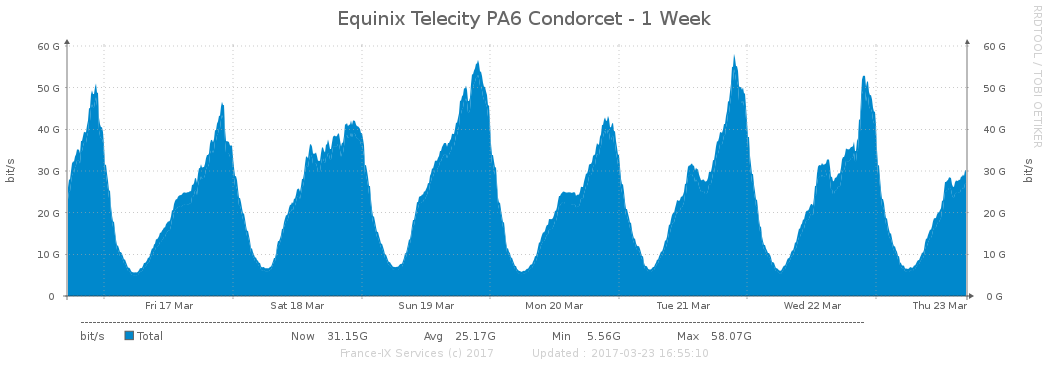 Equinix Telecity PA6 Condorcet - 1 Week
RRDTOOL / TOBI OETIKER
bit/s
60 G
50 G
40 G
30 G
20 G
10 G
0
60 G
50 G
40 G
30 G
20 G
10 G
0 G
bit/s
Fri 17 Mar Sat 18 Mar Sun 19 Mar Mon 20 Mar Tue 21 Mar Wed 22 Mar Thu 23 Mar
bit/s Total Now 31.15G Avg 25.17G Min 5.56G Max 58.07G
France-IX Services (c) 2017 Updated : 2017-03-23 16:55:10